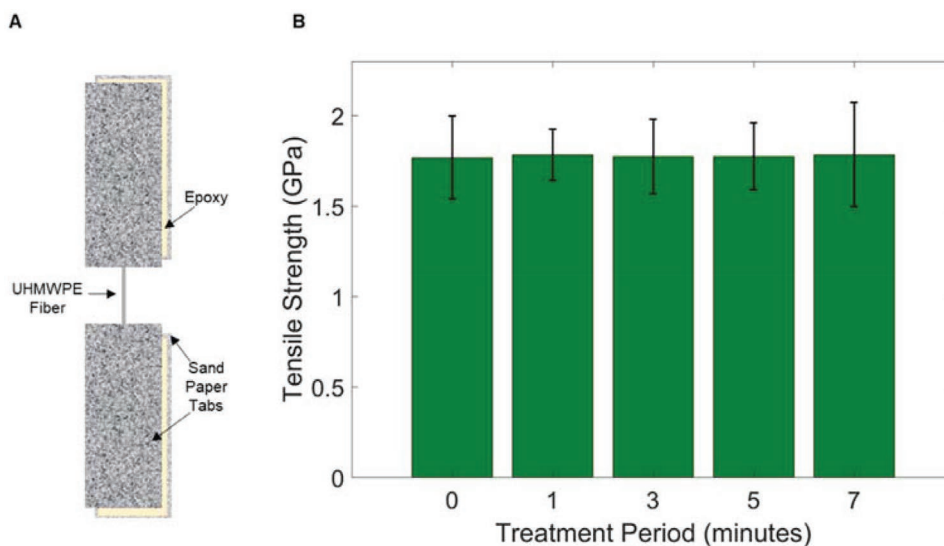 A
Epoxy
UHMWPE
Fiber
Sand
Paper
Tabs
B
Tensile Strength (GPa)
2
1.5
1
0.5
0
0 1 3 5 7
Treatment Period (minutes)